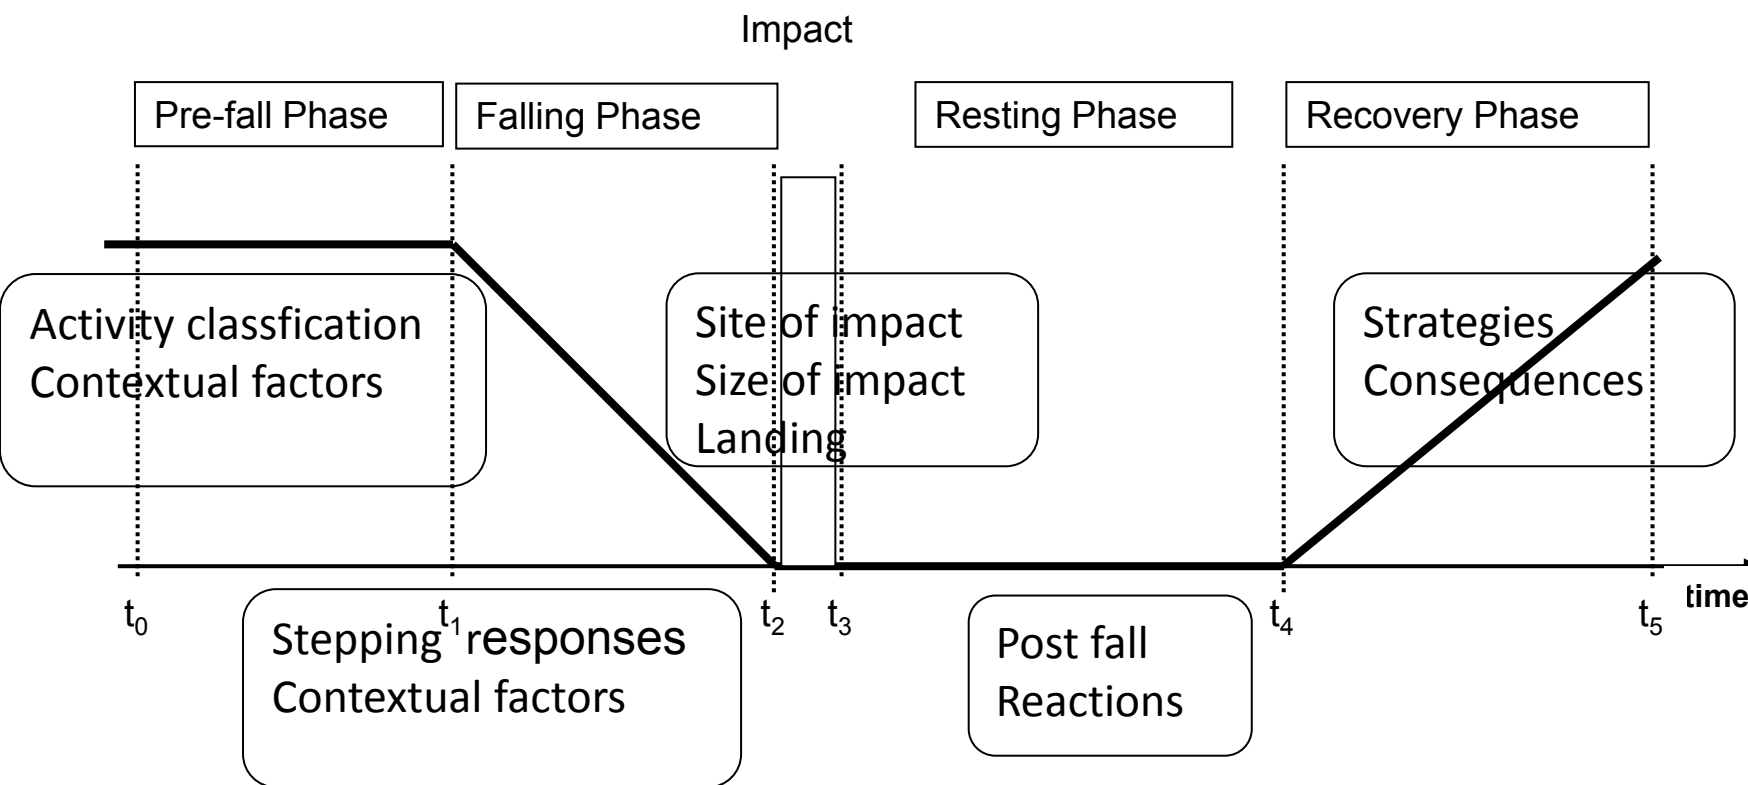 Impact
Pre-fall Phase
Falling Phase
Resting Phase
Recovery Phase
Activity classfication
Contextual factors
Site of impact
Size of impact
Landing
Strategies
Consequences
t0
t1
t2
t3
t4
t5
time
Stepping responses
Contextual factors
Post fall
Reactions